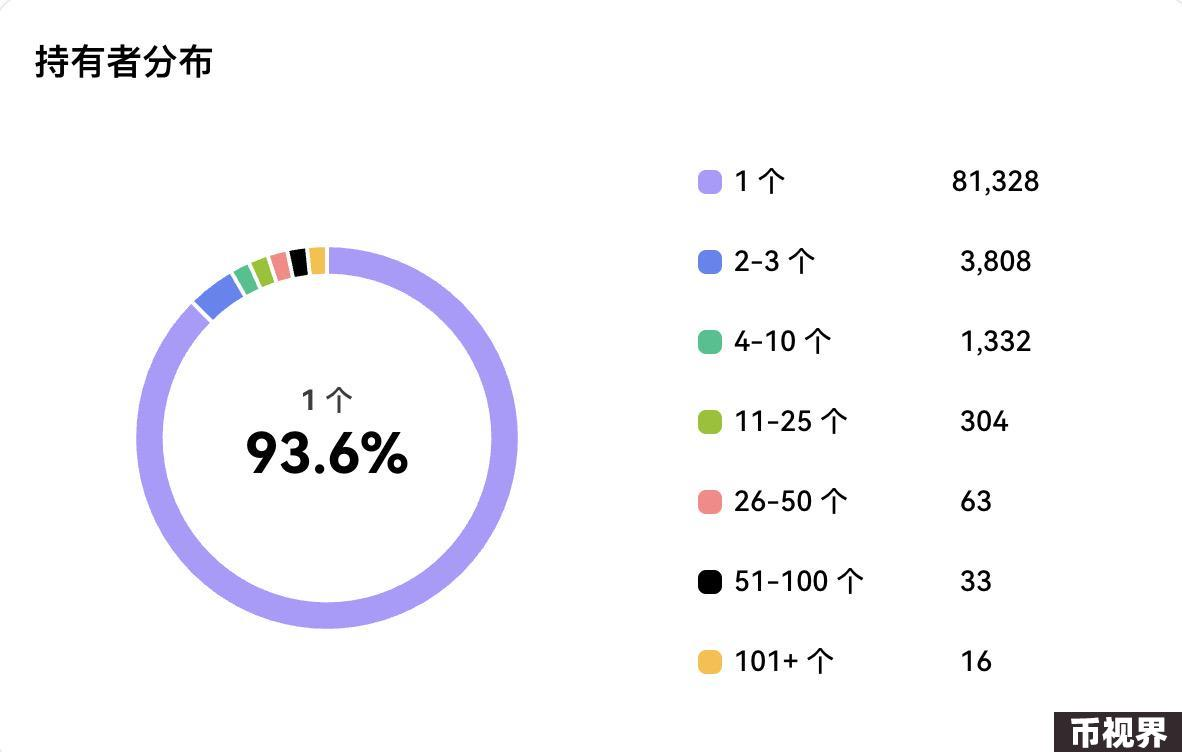 持有者分布
1 个
93.6%
1 个 81,328
2-3 个 3,808
4-10 个 1,332
11-25 个 304
26-50 个 63
51-100 个 33
101+ 个 16
币视界